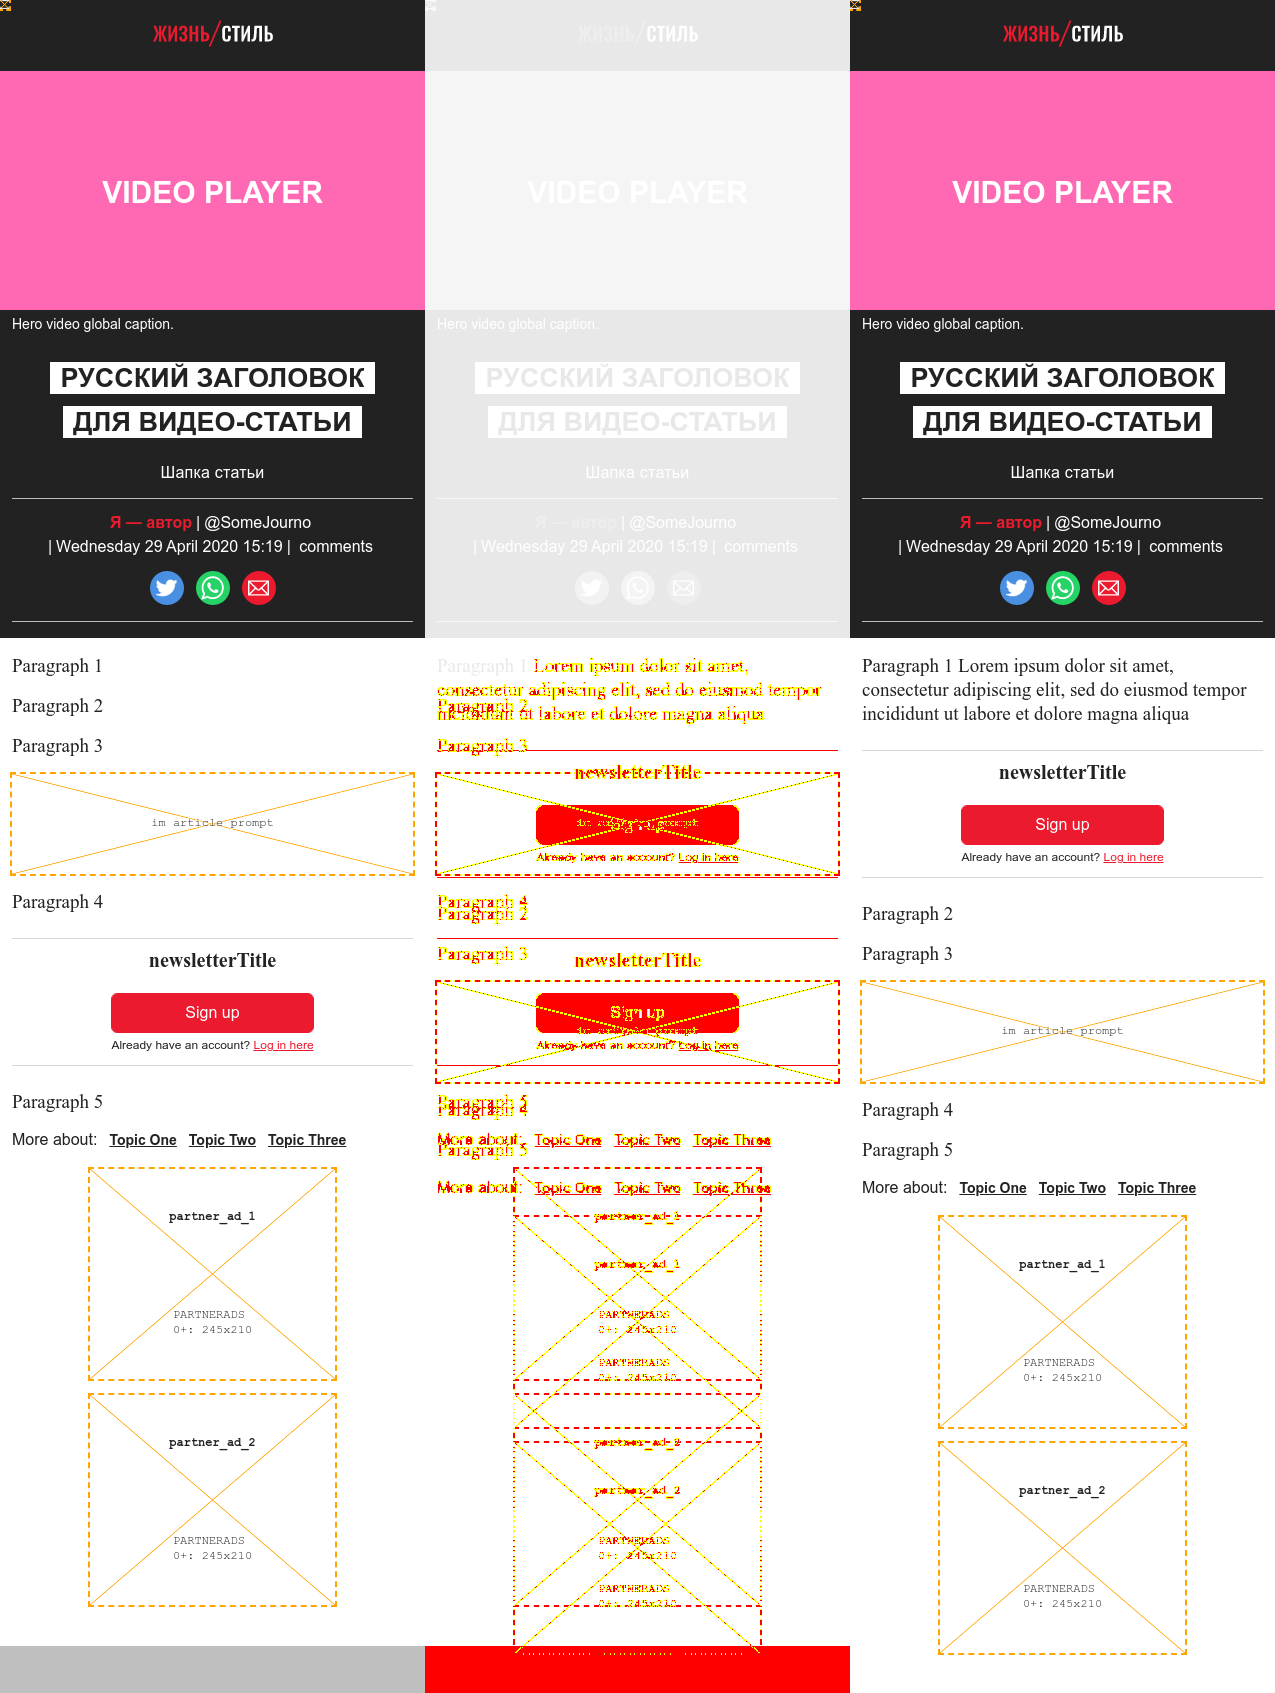 ЖИЗНЬ/СТИЛЬ
VIDEO PLAYER
Hero video global caption.
РУССКИЙ ЗАГОЛОВОК
ДЛЯ ВИДЕО-СТАТЬИ
Шапка статьи
Я — автор | @SomeJourno
| Wednesday 29 April 2020 15:19 | comments
Paragraph 1
Paragraph 2
Paragraph 3
im article prompt
Paragraph 4
newsletterTitle
Sign up
Already have an account? Log in here
Paragraph 5
More about: Topic One Topic Two Topic Three
partner_ad_1
PARTNERADS
0+: 245x210
partner_ad_2
PARTNERADS
0+: 245x210
ЖИЗНЬ/СТИЛЬ
VIDEO PLAYER
Hero video global caption.
РУССКИЙ ЗАГОЛОВОК
ДЛЯ ВИДЕО-СТАТЬИ
Шапка статьи
Я — автор | @SomeJourno
| Wednesday 29 April 2020 15:19 | comments
Paragraph 1 Lorem ipsum dolor sit amet,
consectetur adipiscing elit, sed do eiusmod tempor
incididunt ut labore et dolore magna aliqua
Paragraph 2
Paragraph 3
newsletterTitle
Already have an account? Log in here
Paragraph 4
Paragraph 2
Paragraph 3
newsletterTitle
Sign up
im article prompt
Already have an account? Log in here
Paragraph 5
Paragraph 4
More about: Topic One Topic Two Topic Three
Paragraph 5
More about: Topic One Topic Two Topic Three
partner_ad_1
partner_ad_1
PARTNERADS
0+: 245x210
PARTNERADS
0+: 245x210
partner_ad_2
partner_ad_2
PARTNERADS
0+: 245x210
PARTNERADS
0+: 245x210
ЖИЗНЬ/СТИЛЬ
VIDEO PLAYER
Hero video global caption.
РУССКИЙ ЗАГОЛОВОК
ДЛЯ ВИДЕО-СТАТЬИ
Шапка статьи
Я — автор | @SomeJourno
| Wednesday 29 April 2020 15:19 | comments
Paragraph 1 Lorem ipsum dolor sit amet,
consectetur adipiscing elit, sed do eiusmod tempor
incididunt ut labore et dolore magna aliqua
newsletterTitle
Sign up
Already have an account? Log in here
Paragraph 2
Paragraph 3
im article prompt
Paragraph 4
Paragraph 5
More about: Topic One Topic Two Topic Three
partner_ad_1
PARTNERADS
0+: 245x210
partner_ad_2
PARTNERADS
0+: 245x210